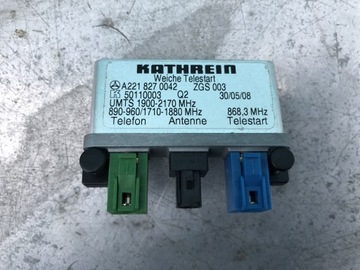 KATHREIN
Weiche Telestart
A221 827 0042 ZGS 003
50110003 Q2 30/05/08
UMTS 1900-2170 MHz
890-960/1710-1880 MHz 868,3 MHz
Telefon Antenne Telestart